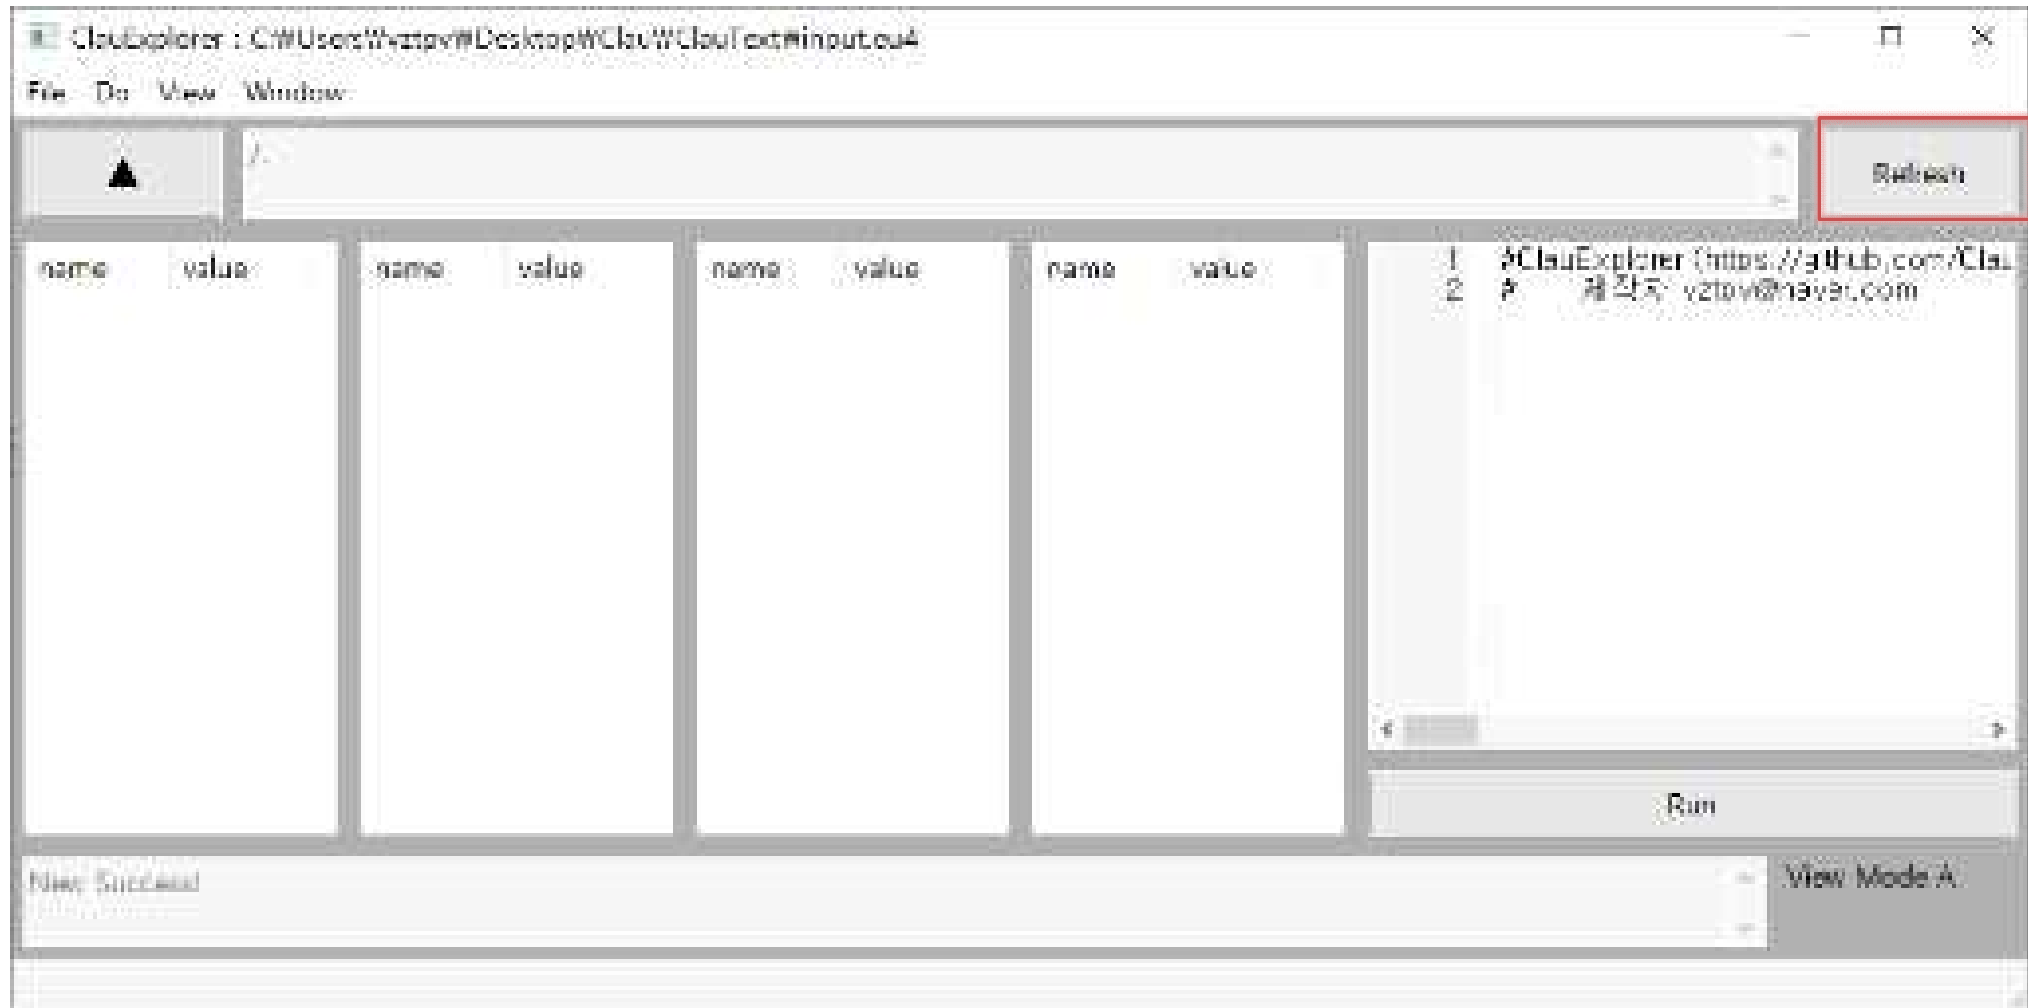 ClauExplorer : C:₩Users₩vztpv₩Desktop₩Clau₩ClauText₩input.eu4
File Do View Window
▲ /. Refresh
name value name value name value name value
1 #ClauExplorer (https://github.com/Clau
2 # 제작자 vztpv@naver.com
Run
New Success!
View Mode A